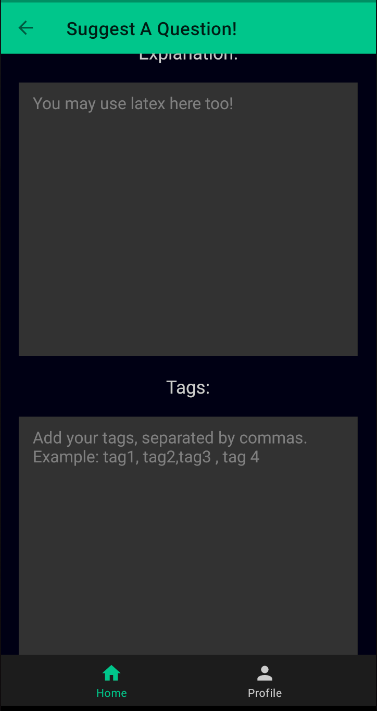 Suggest A Question!
Explanation:
You may use latex here too!
Tags:
Add your tags, separated by commas.
Example: tag1, tag2,tag3 , tag 4
Home
Profile